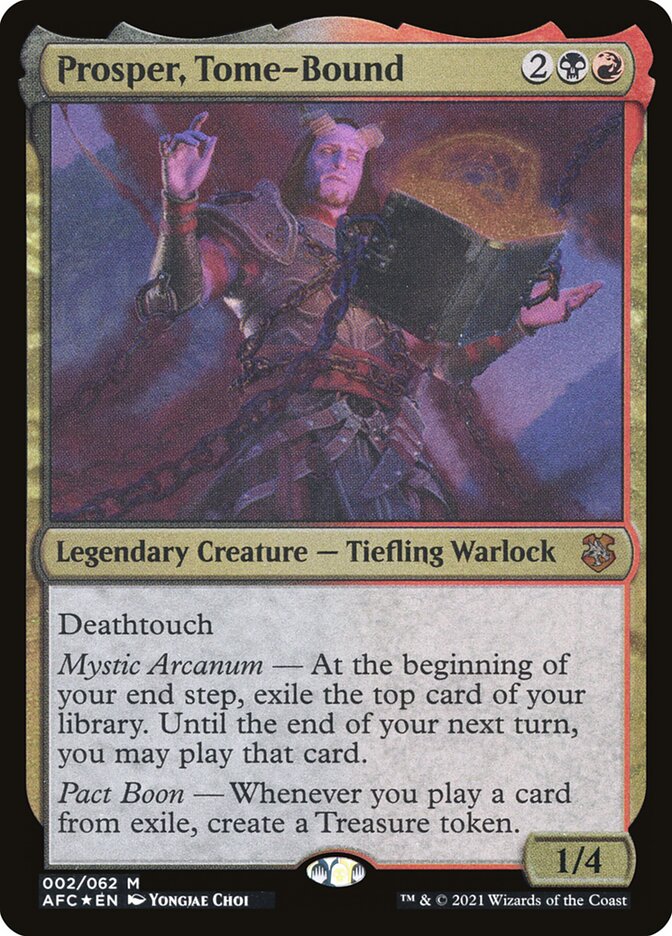 Prosper, Tome-Bound 2
Legendary Creature — Tiefling Warlock
Deathtouch
Mystic Arcanum — At the beginning of
your end step, exile the top card of your
library. Until the end of your next turn,
you may play that card.
Pact Boon — Whenever you play a card
from exile, create a Treasure token.
1/4
002/062 M
AFC★EN Yongjae Choi
™ & © 2021 Wizards of the Coast